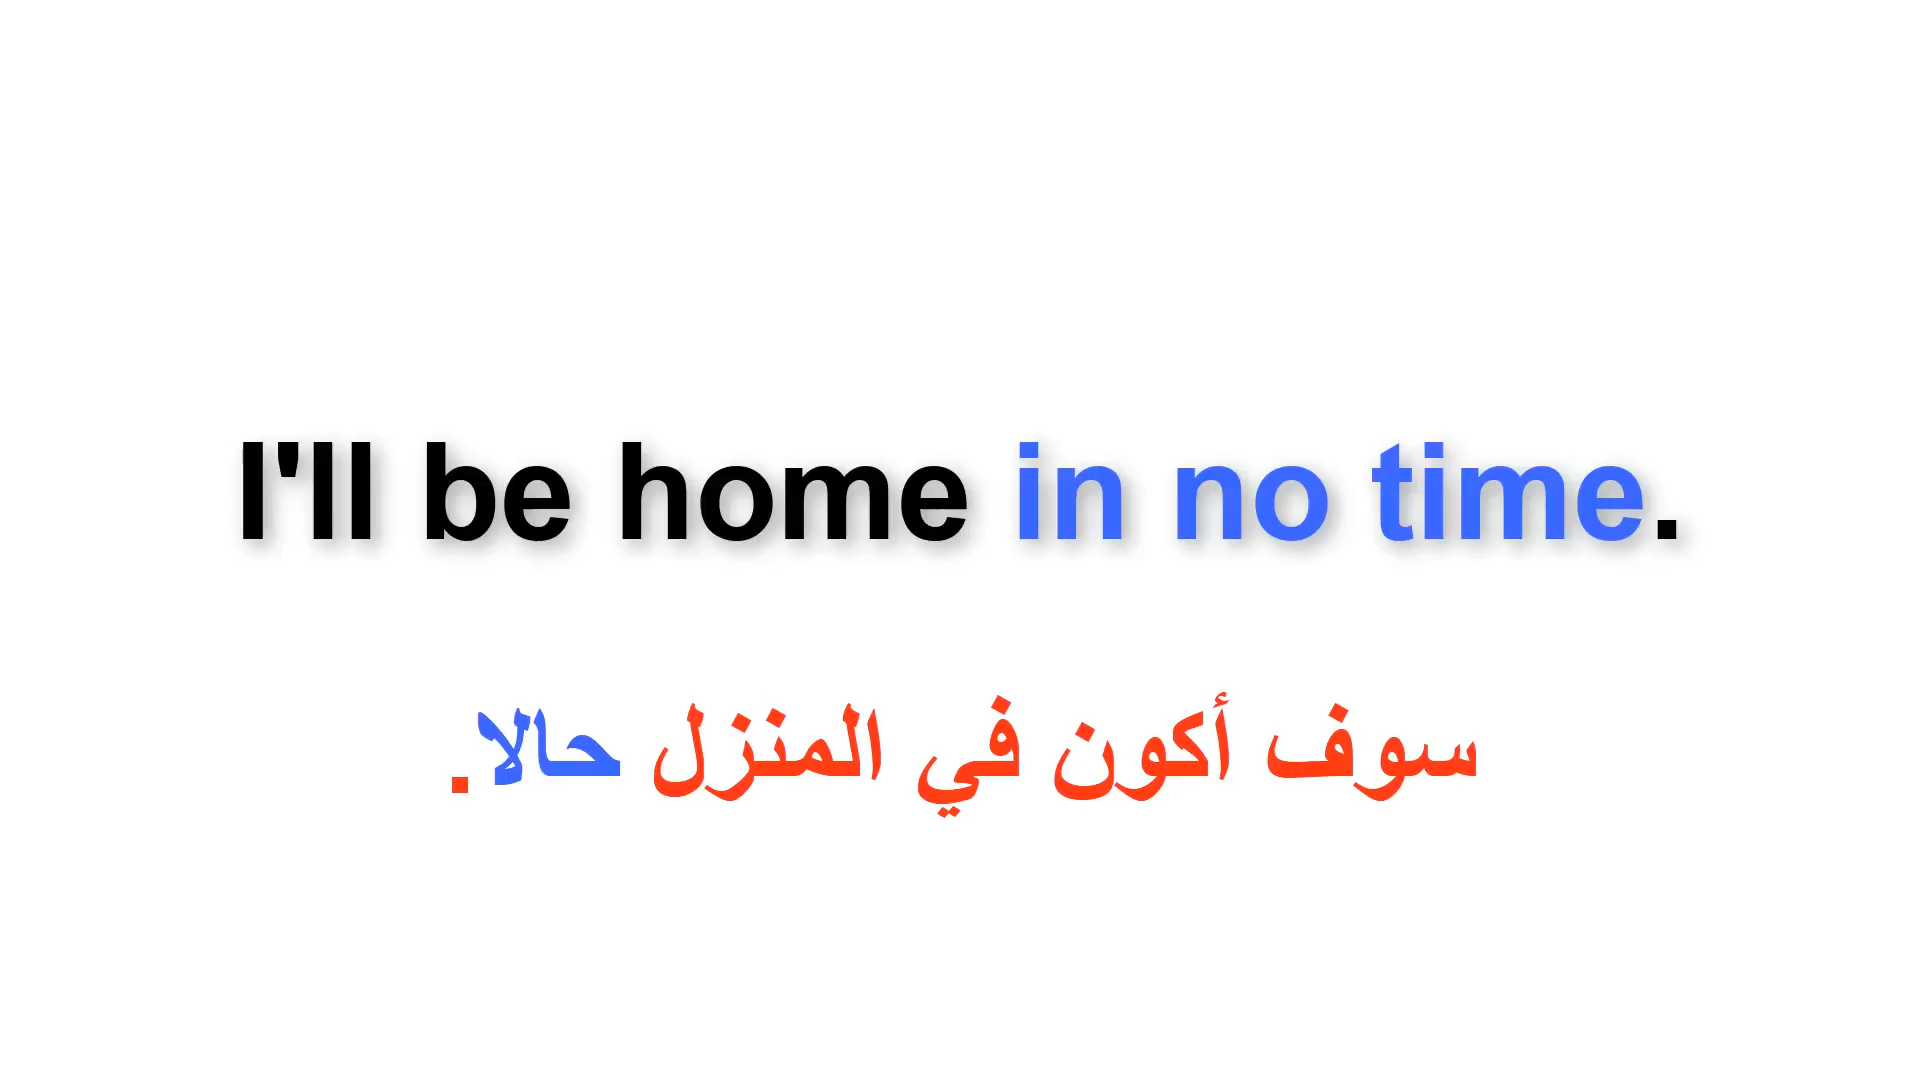 I'll be home in no time.
سوف أكون في المنزل حالا.